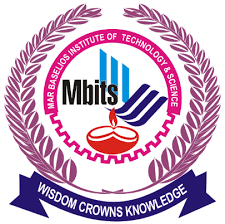 MAR BASELIOS INSTITUTE OF TECHNOLOGY & SCIENCE
Mbits
WISDOM CROWNS KNOWLEDGE